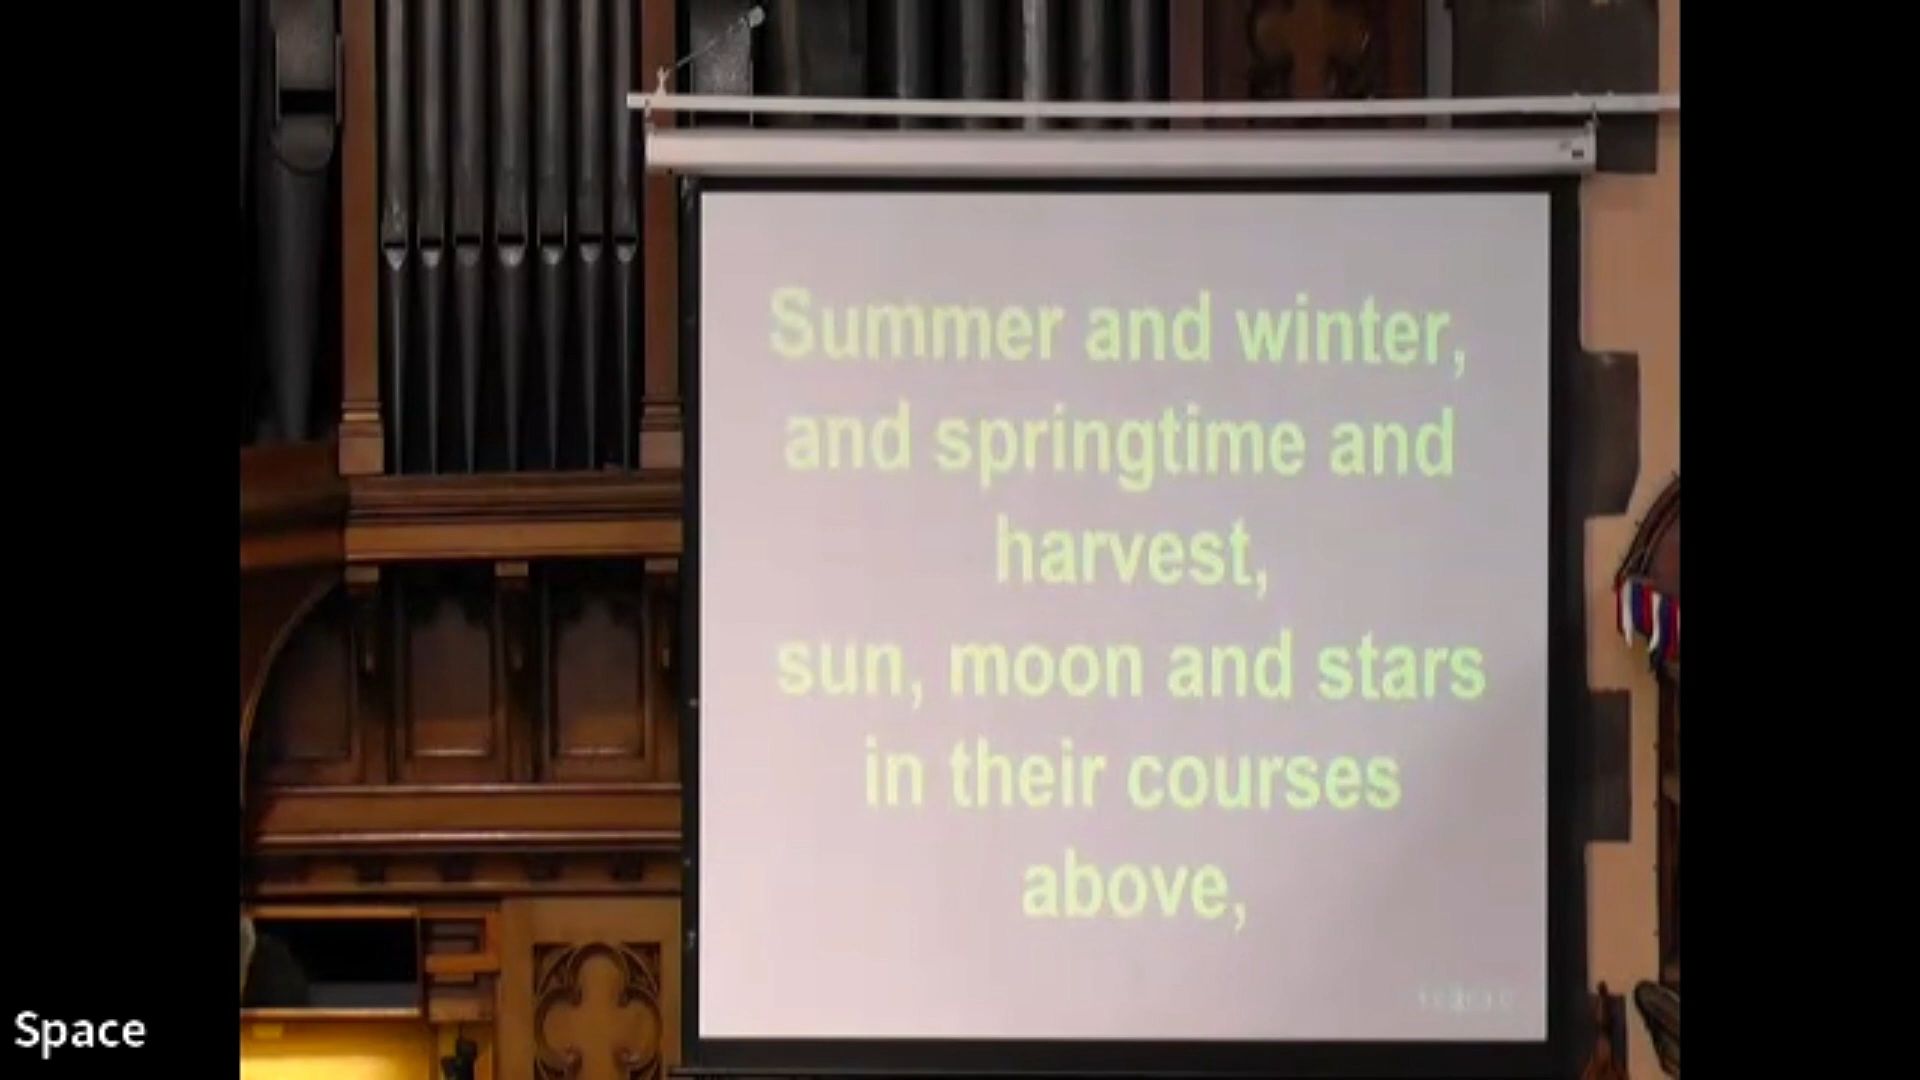 Summer and winter,
and springtime and
harvest,
sun, moon and stars
in their courses
above,
Space